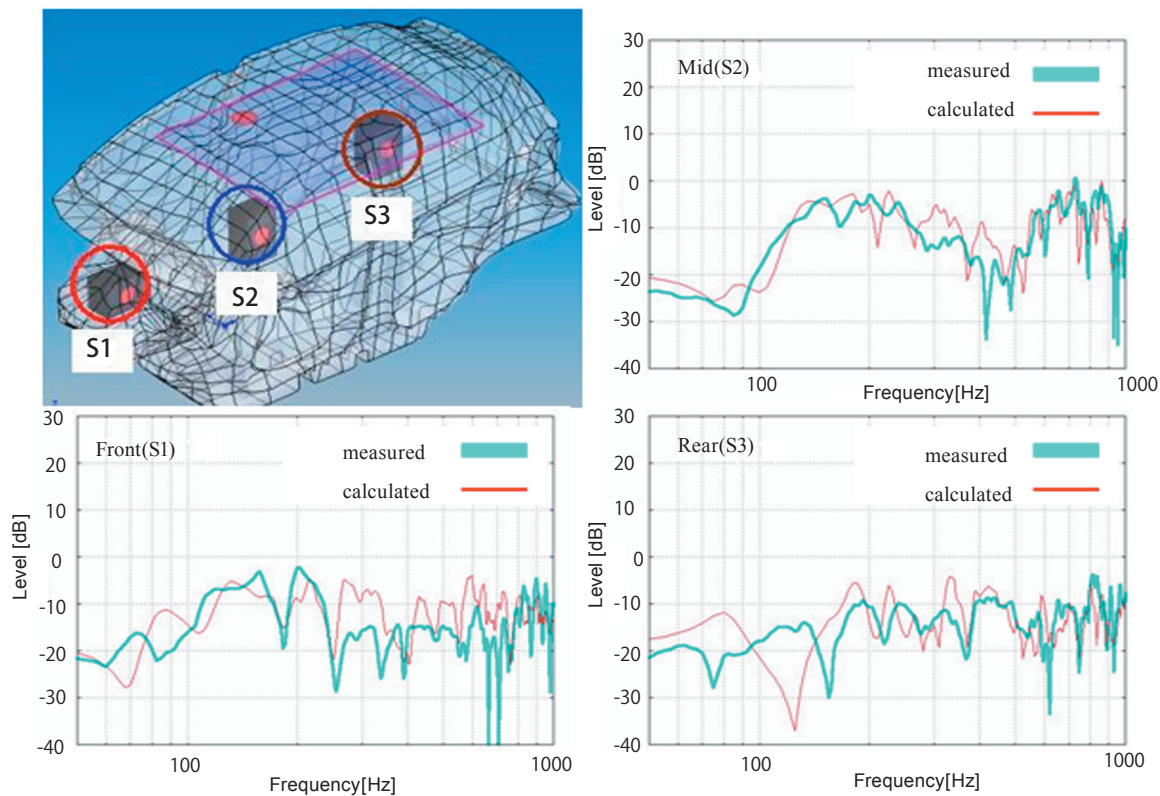 S1
S2
S3
Mid(S2)
measured
calculated
30
20
10
0
-10
-20
-30
-40
Level [dB]
100
1000
Frequency[Hz]
Front(S1)
measured
calculated
30
20
10
0
-10
-20
-30
-40
Level [dB]
100
1000
Frequency[Hz]
Rear(S3)
measured
calculated
30
20
10
0
-10
-20
-30
-40
Level [dB]
100
1000
Frequency[Hz]